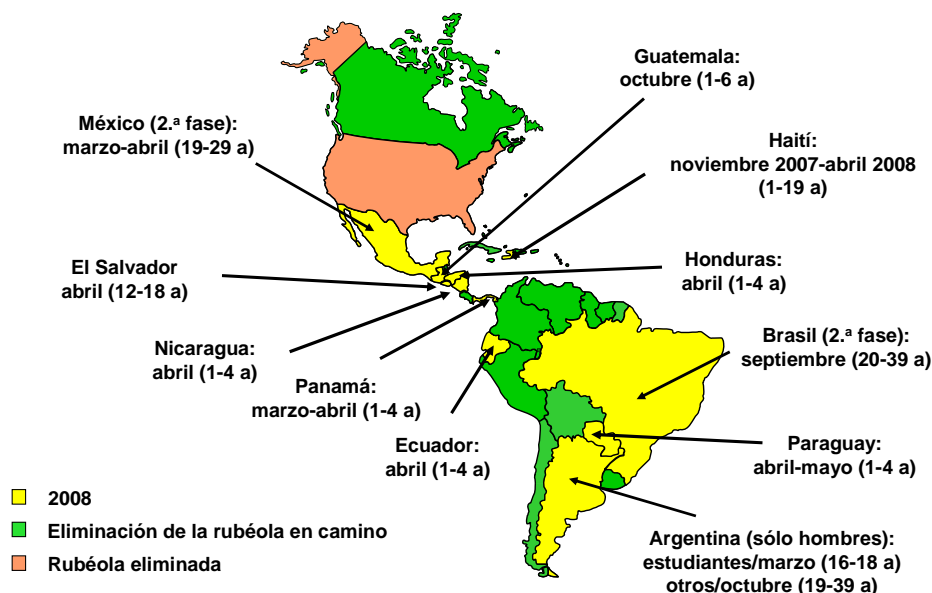 Guatemala:
octubre (1-6 a)
México (2.ª fase):
marzo-abril (19-29 a)
Haití:
noviembre 2007-abril 2008
(1-19 a)
El Salvador
abril (12-18 a)
Honduras:
abril (1-4 a)
Nicaragua:
abril (1-4 a)
Panamá:
marzo-abril (1-4 a)
Brasil (2.ª fase):
septiembre (20-39 a)
Ecuador:
abril (1-4 a)
Paraguay:
abril-mayo (1-4 a)
Argentina (sólo hombres):
estudiantes/marzo (16-18 a)
otros/octubre (19-39 a)
2008
Eliminación de la rubéola en camino
Rubéola eliminada